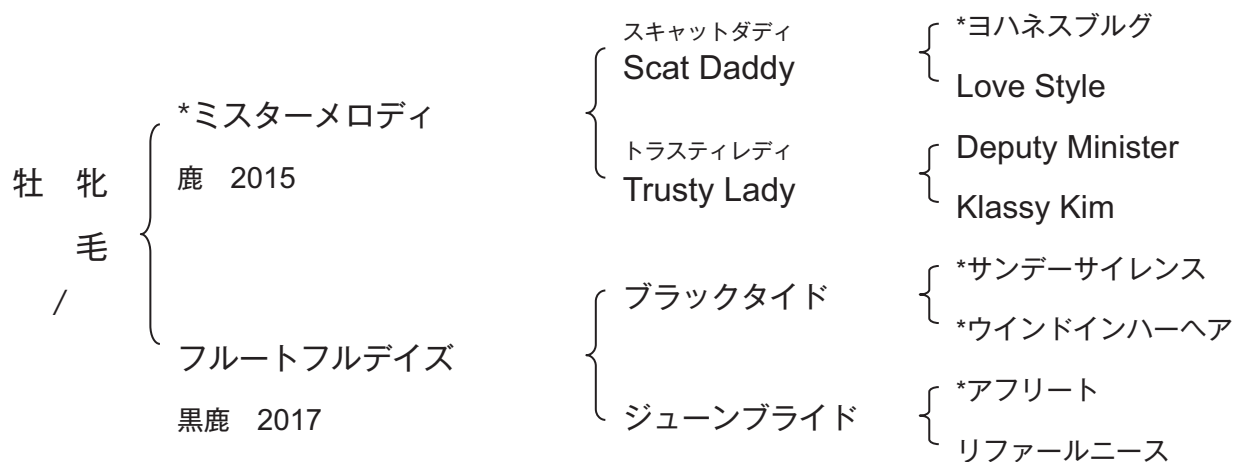 牡 牝
毛
/
*ミスターメロディ
鹿 2015
フルートフルデイズ
黒鹿 2017
スキャットダディ
Scat Daddy
トラスティレディ
Trusty Lady
ブラックタイド
ジューンブライド
*ヨハネスブルグ
Love Style
Deputy Minister
Klassy Kim
*サンデーサイレンス
*ウインドインハーヘア
*アフリート
リファールニース